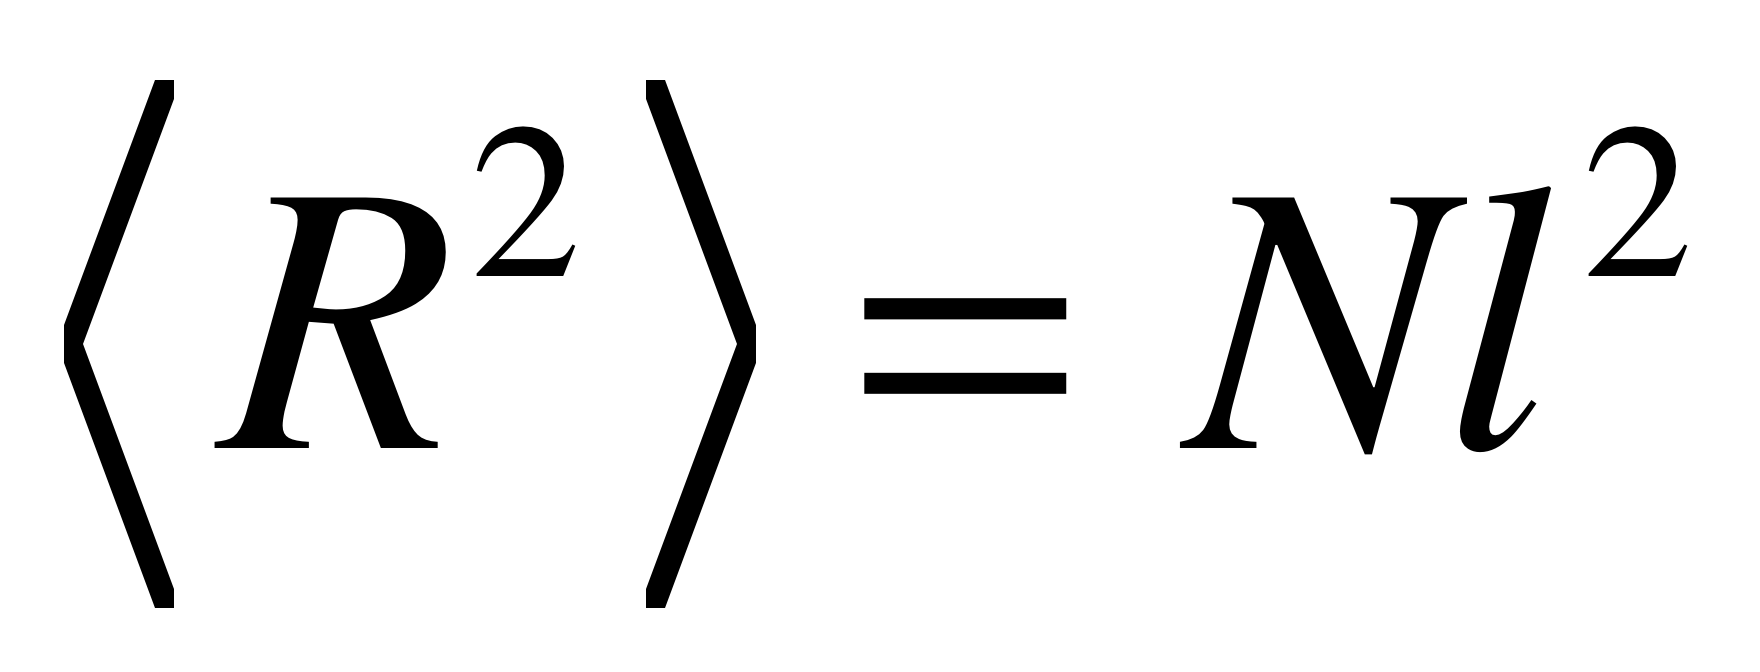 ⟨R²⟩ = Nl²